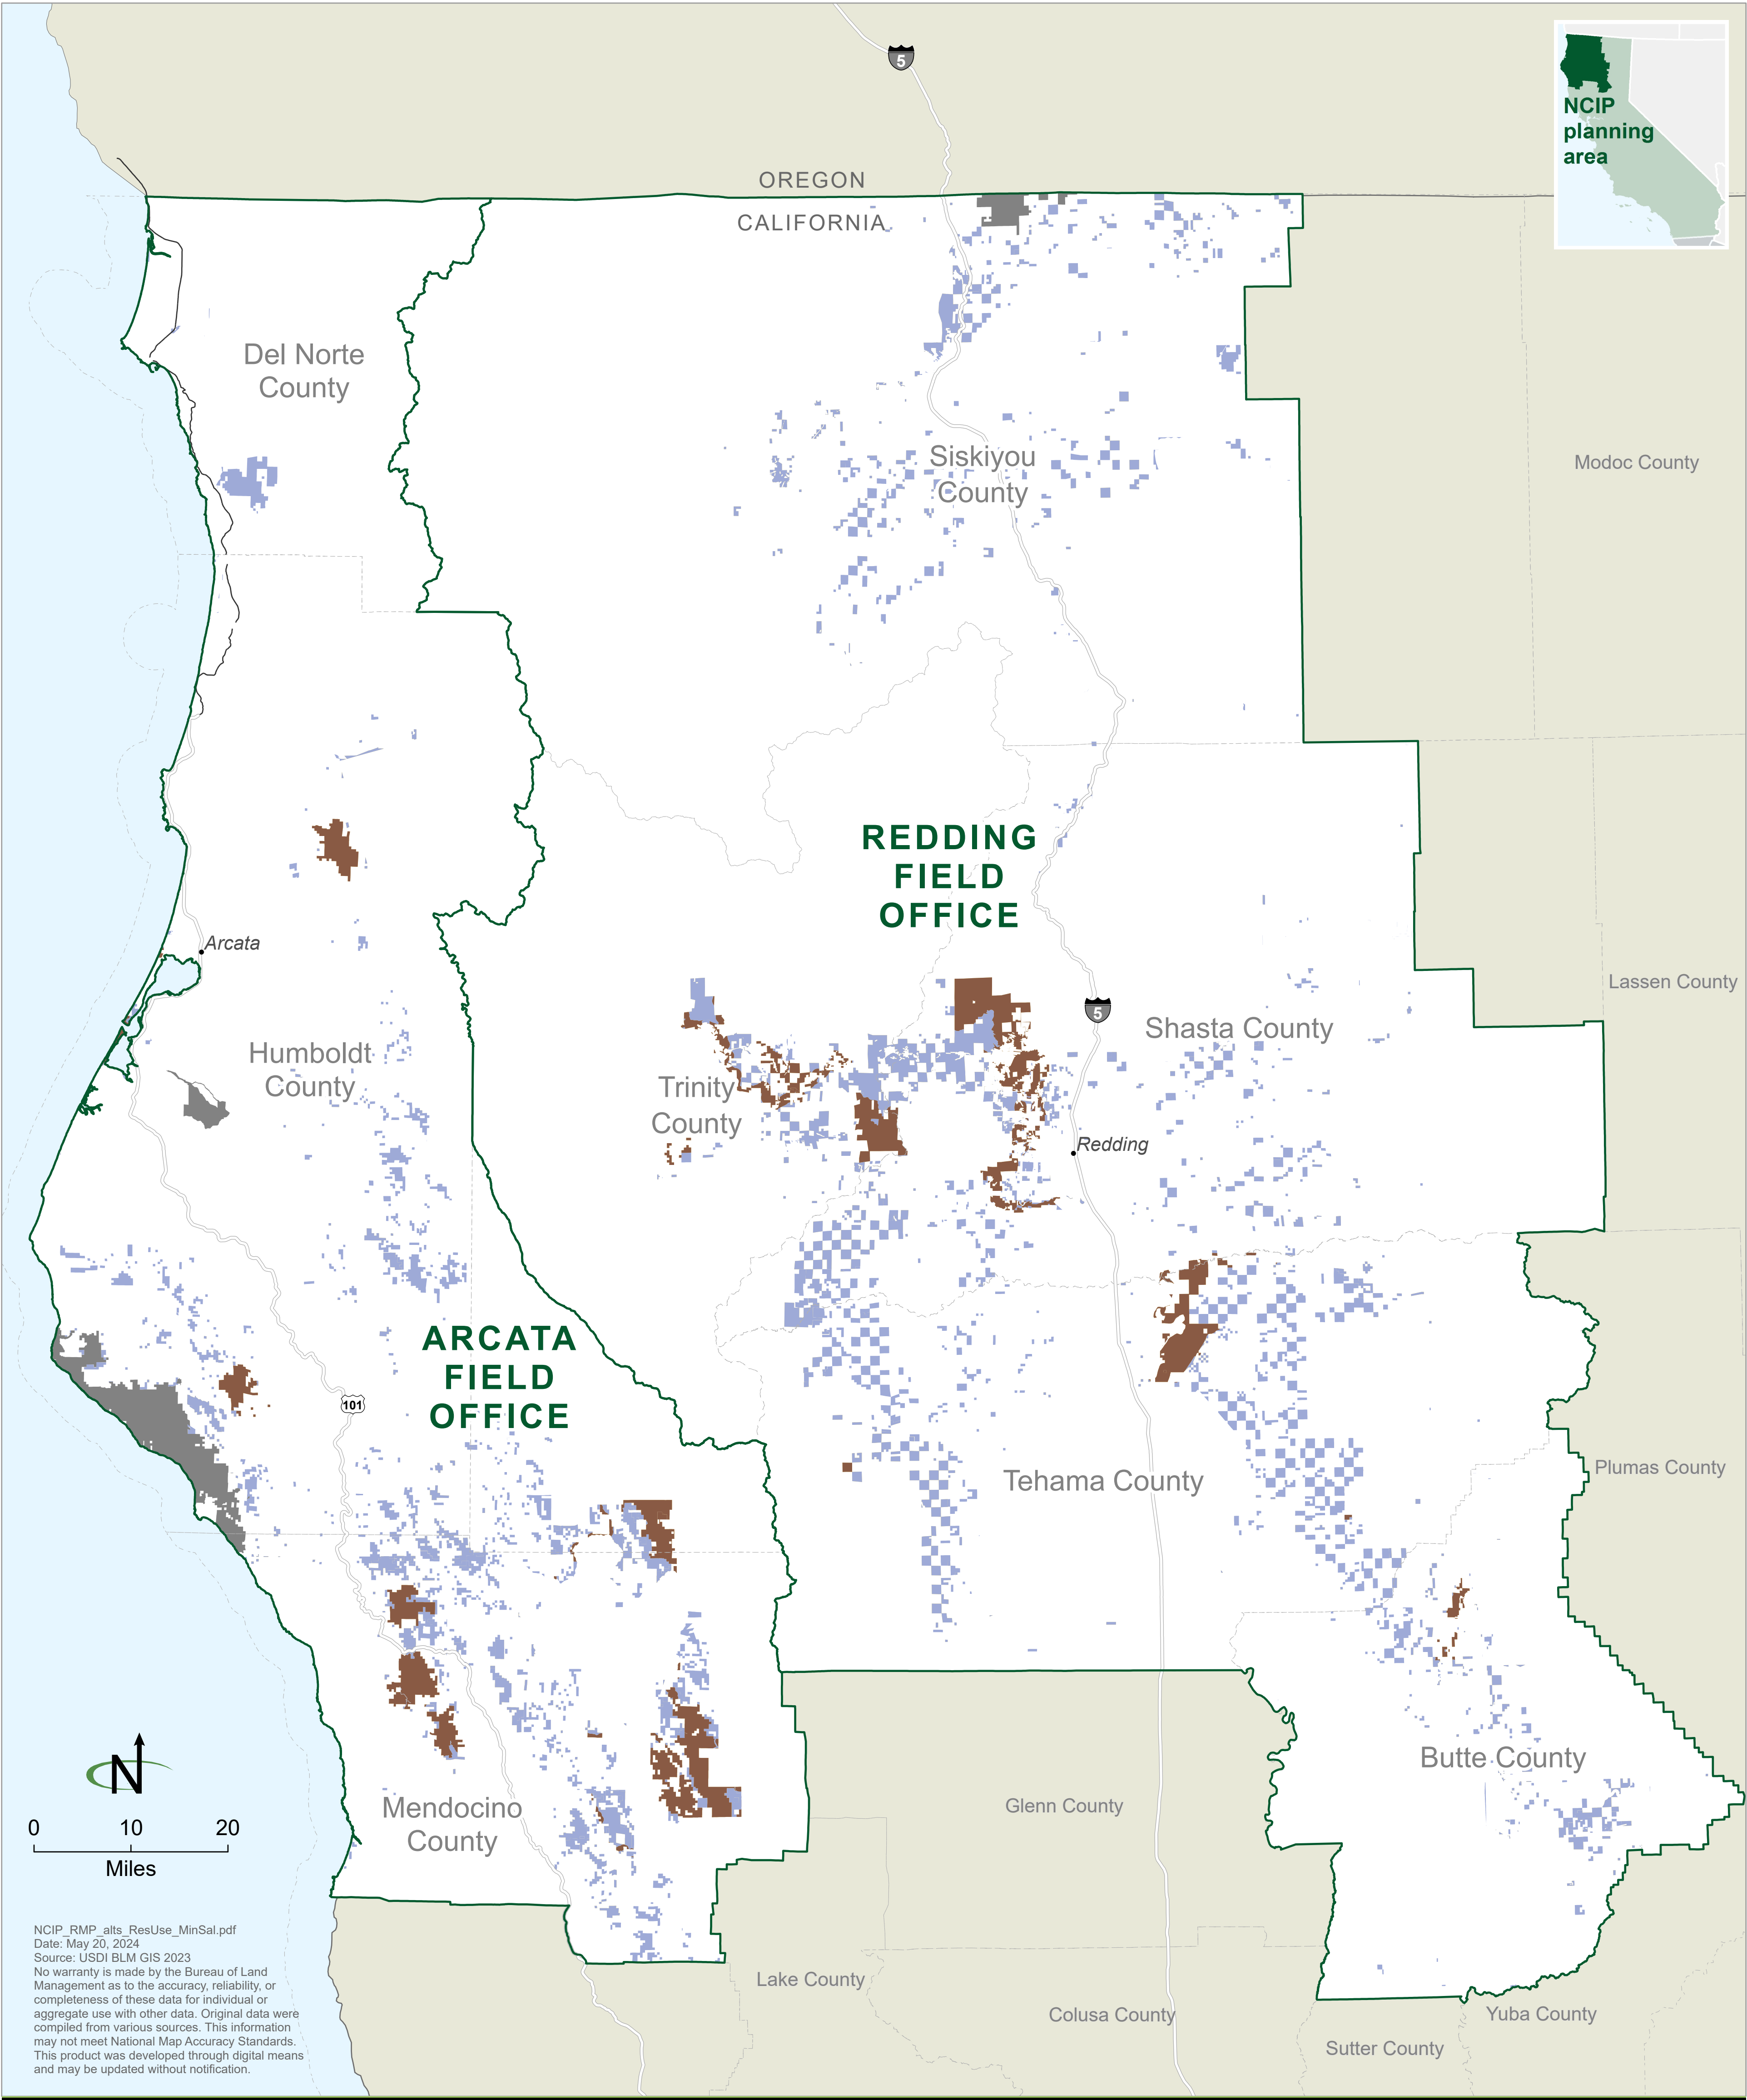 5
NCIP
planning
area
OREGON
CALIFORNIA
Del Norte
County
Siskiyou
County
Modoc County
REDDING
FIELD
OFFICE
Arcata
Lassen County
5
Shasta County
Humboldt
County
Trinity
County
Redding
ARCATA
FIELD
OFFICE
101
Tehama County
Plumas County
Butte County
N
Mendocino
County
Glenn County
0 10 20
Miles
NCIP_RMP_alts_ResUse_MinSal.pdf
Date: May 20, 2024
Source: USDI BLM GIS 2023
No warranty is made by the Bureau of Land
Management as to the accuracy, reliability, or
completeness of these data for individual or
aggregate use with other data. Original data were
compiled from various sources. This information
may not meet National Map Accuracy Standards.
This product was developed through digital means
and may be updated without notification.
Lake County
Colusa County
Yuba County
Sutter County